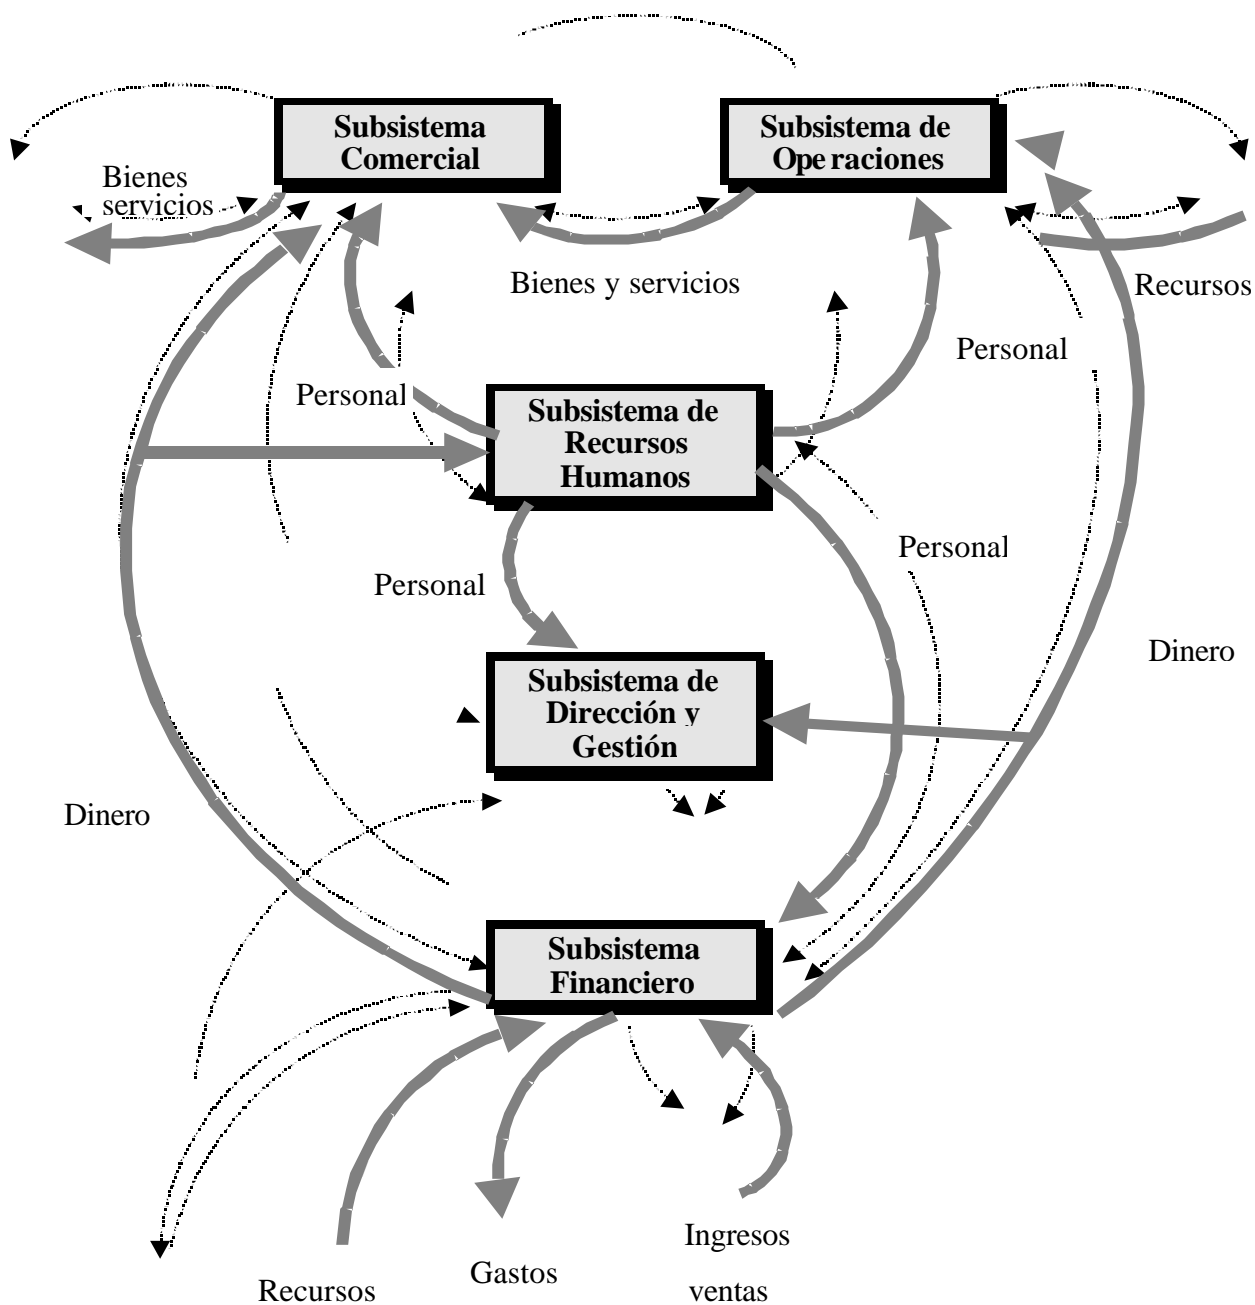 Subsistema
Comercial
Subsistema de
Ope raciones
Bienes
servicios
Bienes y servicios
Recursos
Personal
Personal
Subsistema de
Recursos
Humanos
Personal
Personal
Dinero
Subsistema de
Dirección y
Gestión
Dinero
Subsistema
Financiero
Ingresos
ventas
Gastos
Recursos